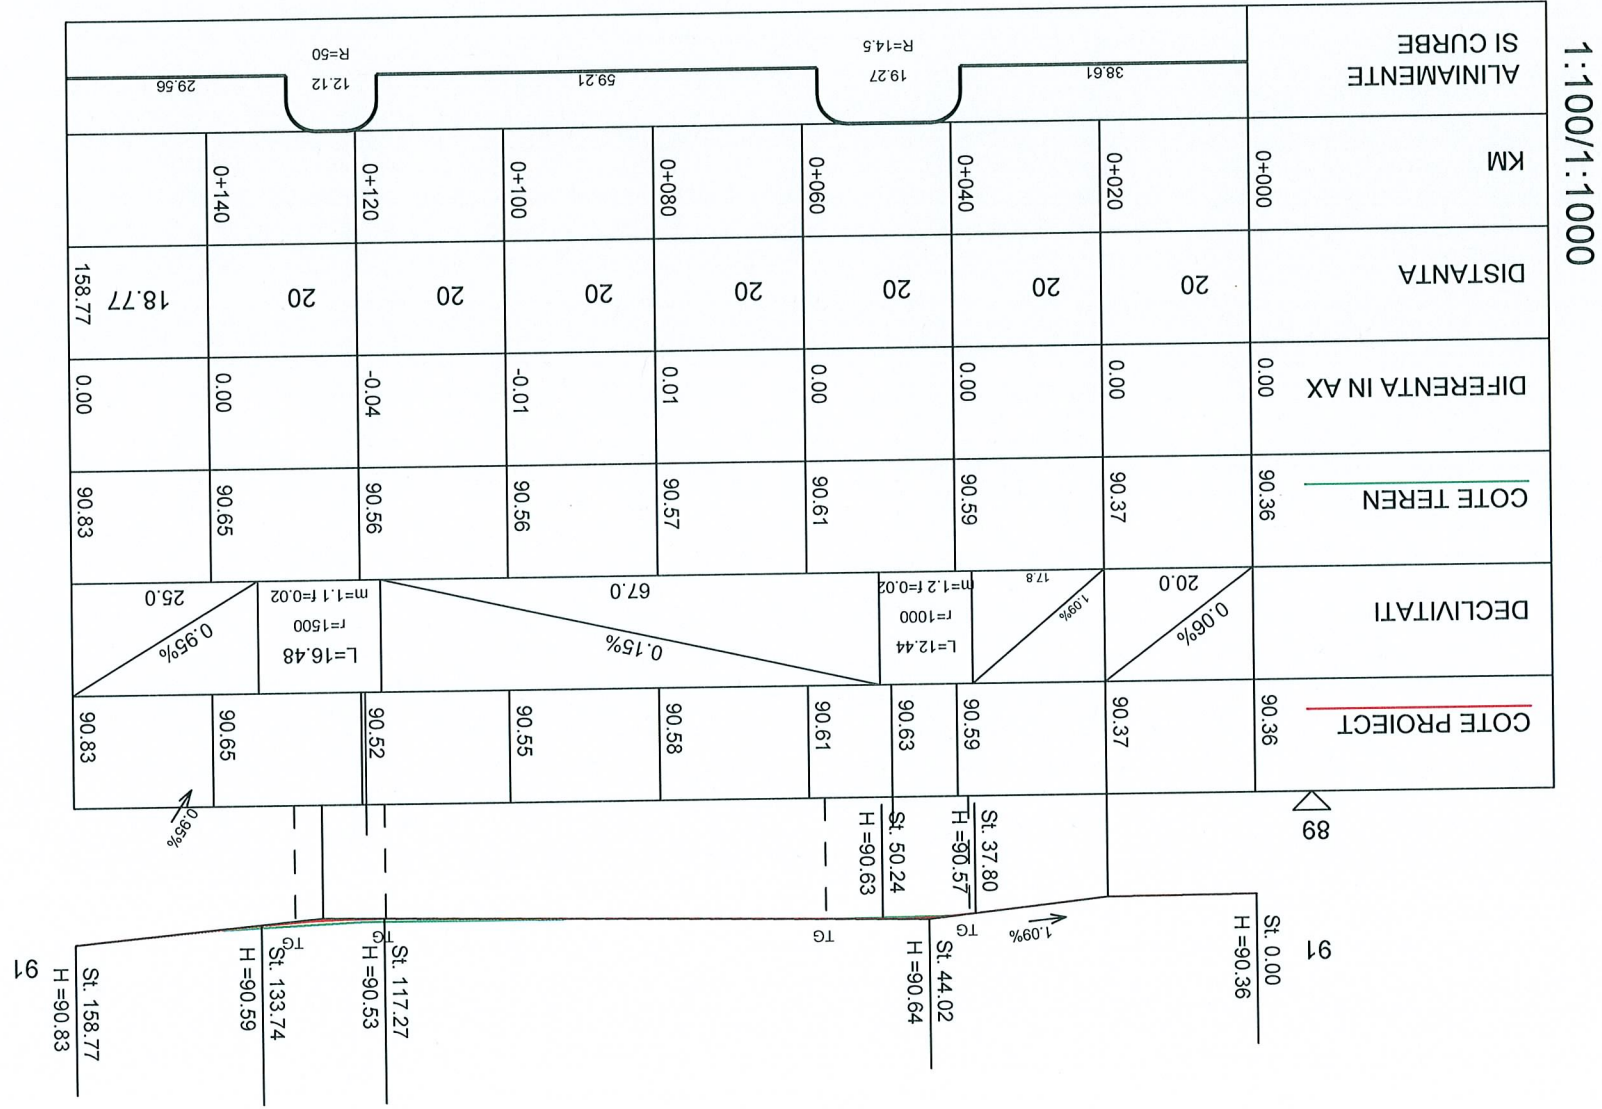 St. 0.00
H =90.36
St. 37.80
H =90.57
St. 44.02
H =90.64
St. 50.24
H =90.63
St. 117.27
H =90.53
St. 133.74
H =90.59
St. 158.77
H =90.83
91
91
TG
TG
TG
TG
1.09%
0.95%
89
COTE PROIECT
90.36
90.37
90.59
90.63
90.61
90.58
90.55
90.52
90.65
90.83
DECLIVITATI
0.06%
20.0
1.09%
17.8
L=12.44
r=1000
m=1.2 f=0.02
0.15%
67.0
L=16.48
r=1500
m=1.1 f=0.02
0.95%
25.0
COTE TEREN
90.36
90.37
90.59
90.61
90.57
90.56
90.56
90.65
90.83
DIFERENTA IN AX
0.00
0.00
0.00
0.00
0.01
-0.01
-0.04
0.00
0.00
DISTANTA
20
20
20
20
20
20
20
18.77
158.77
KM
0+000
0+020
0+040
0+060
0+080
0+100
0+120
0+140
ALINIAMENTE
SI CURBE
38.61
19.27
R=14.5
59.21
12.12
R=50
29.56
1:100/1:1000